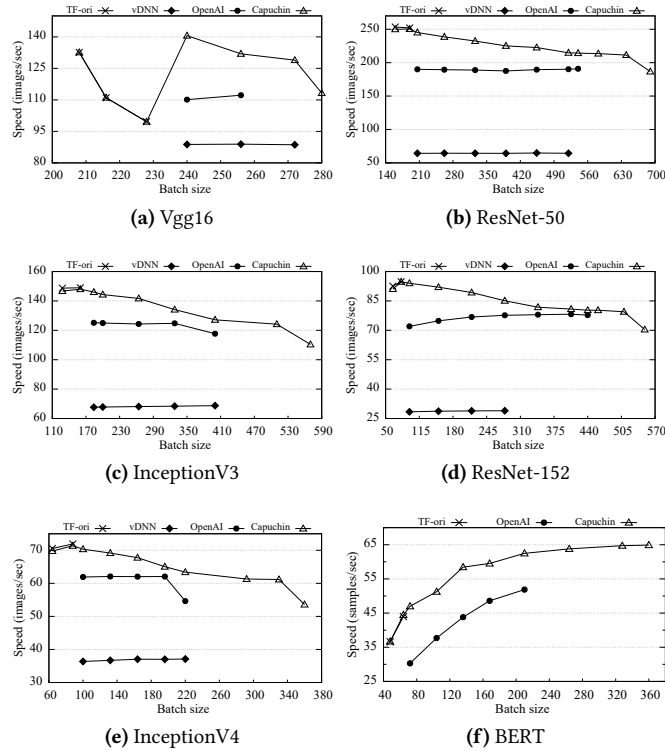 TF-ori vDNN OpenAI Capuchin
Speed (images/sec)
140
125
110
95
80
200 210 220 230 240 250 260 270 280
Batch size
(a) Vgg16
TF-ori vDNN OpenAI Capuchin
Speed (images/sec)
250
200
150
100
50
140 210 280 350 420 490 560 630 700
Batch size
(b) ResNet-50
TF-ori vDNN OpenAI Capuchin
Speed (images/sec)
160
140
120
100
80
60
110 170 230 290 350 410 470 530 590
Batch size
(c) InceptionV3
TF-ori vDNN OpenAI Capuchin
Speed (images/sec)
100
85
70
55
40
25
50 115 180 245 310 375 440 505 570
Batch size
(d) ResNet-152
TF-ori vDNN OpenAI Capuchin
Speed (images/sec)
70
60
50
40
30
60 100 140 180 220 260 300 340 380
Batch size
(e) InceptionV4
TF-ori OpenAI Capuchin
Speed (samples/sec)
65
55
45
35
25
40 80 120 160 200 240 280 320 360
Batch size
(f) BERT